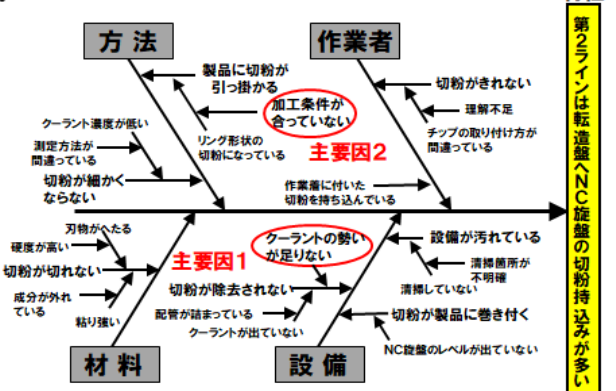 方法
作業者
製品に切粉が
引っ掛かる
加工条件が
合っていない
リング形状の
切粉になっている
クーラント濃度が低い
測定方法が
間違っている
切粉が細かく
ならない
主要因2
切粉がきれない
理解不足
チップの取り付け方が
間違っている
作業着に付いた
切粉を持ち込んでいる
刃物がへたる
硬度が高い
切粉が切れない
成分が外れ
ている
粘り強い
主要因1
クーラントの勢い
が足りない
切粉が除去されない
配管が詰まっている
クーラントが出ていない
設備が汚れている
清掃箇所が
不明確
清掃していない
切粉が製品に巻き付く
NC旋盤のレベルが出ていない
材料
設備
第2ラインは転造盤へNC旋盤の切粉持込みが多い